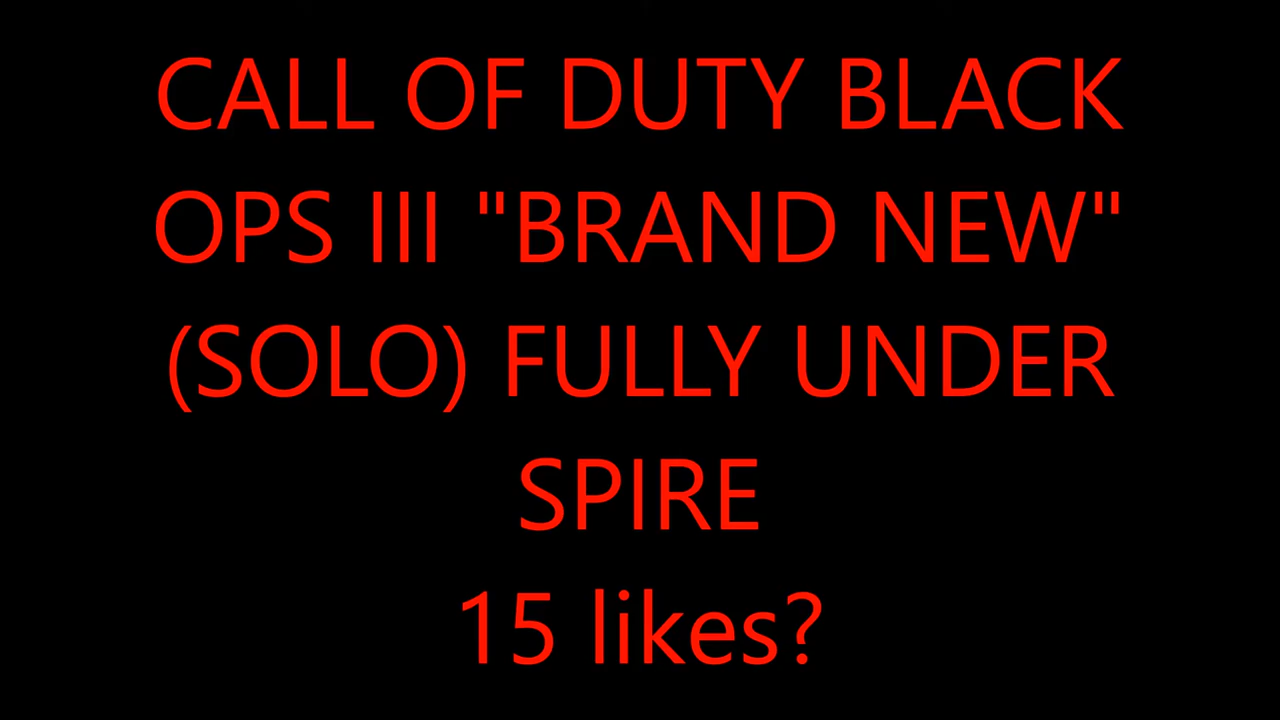 CALL OF DUTY BLACK
OPS III "BRAND NEW"
(SOLO) FULLY UNDER
SPIRE
15 likes?